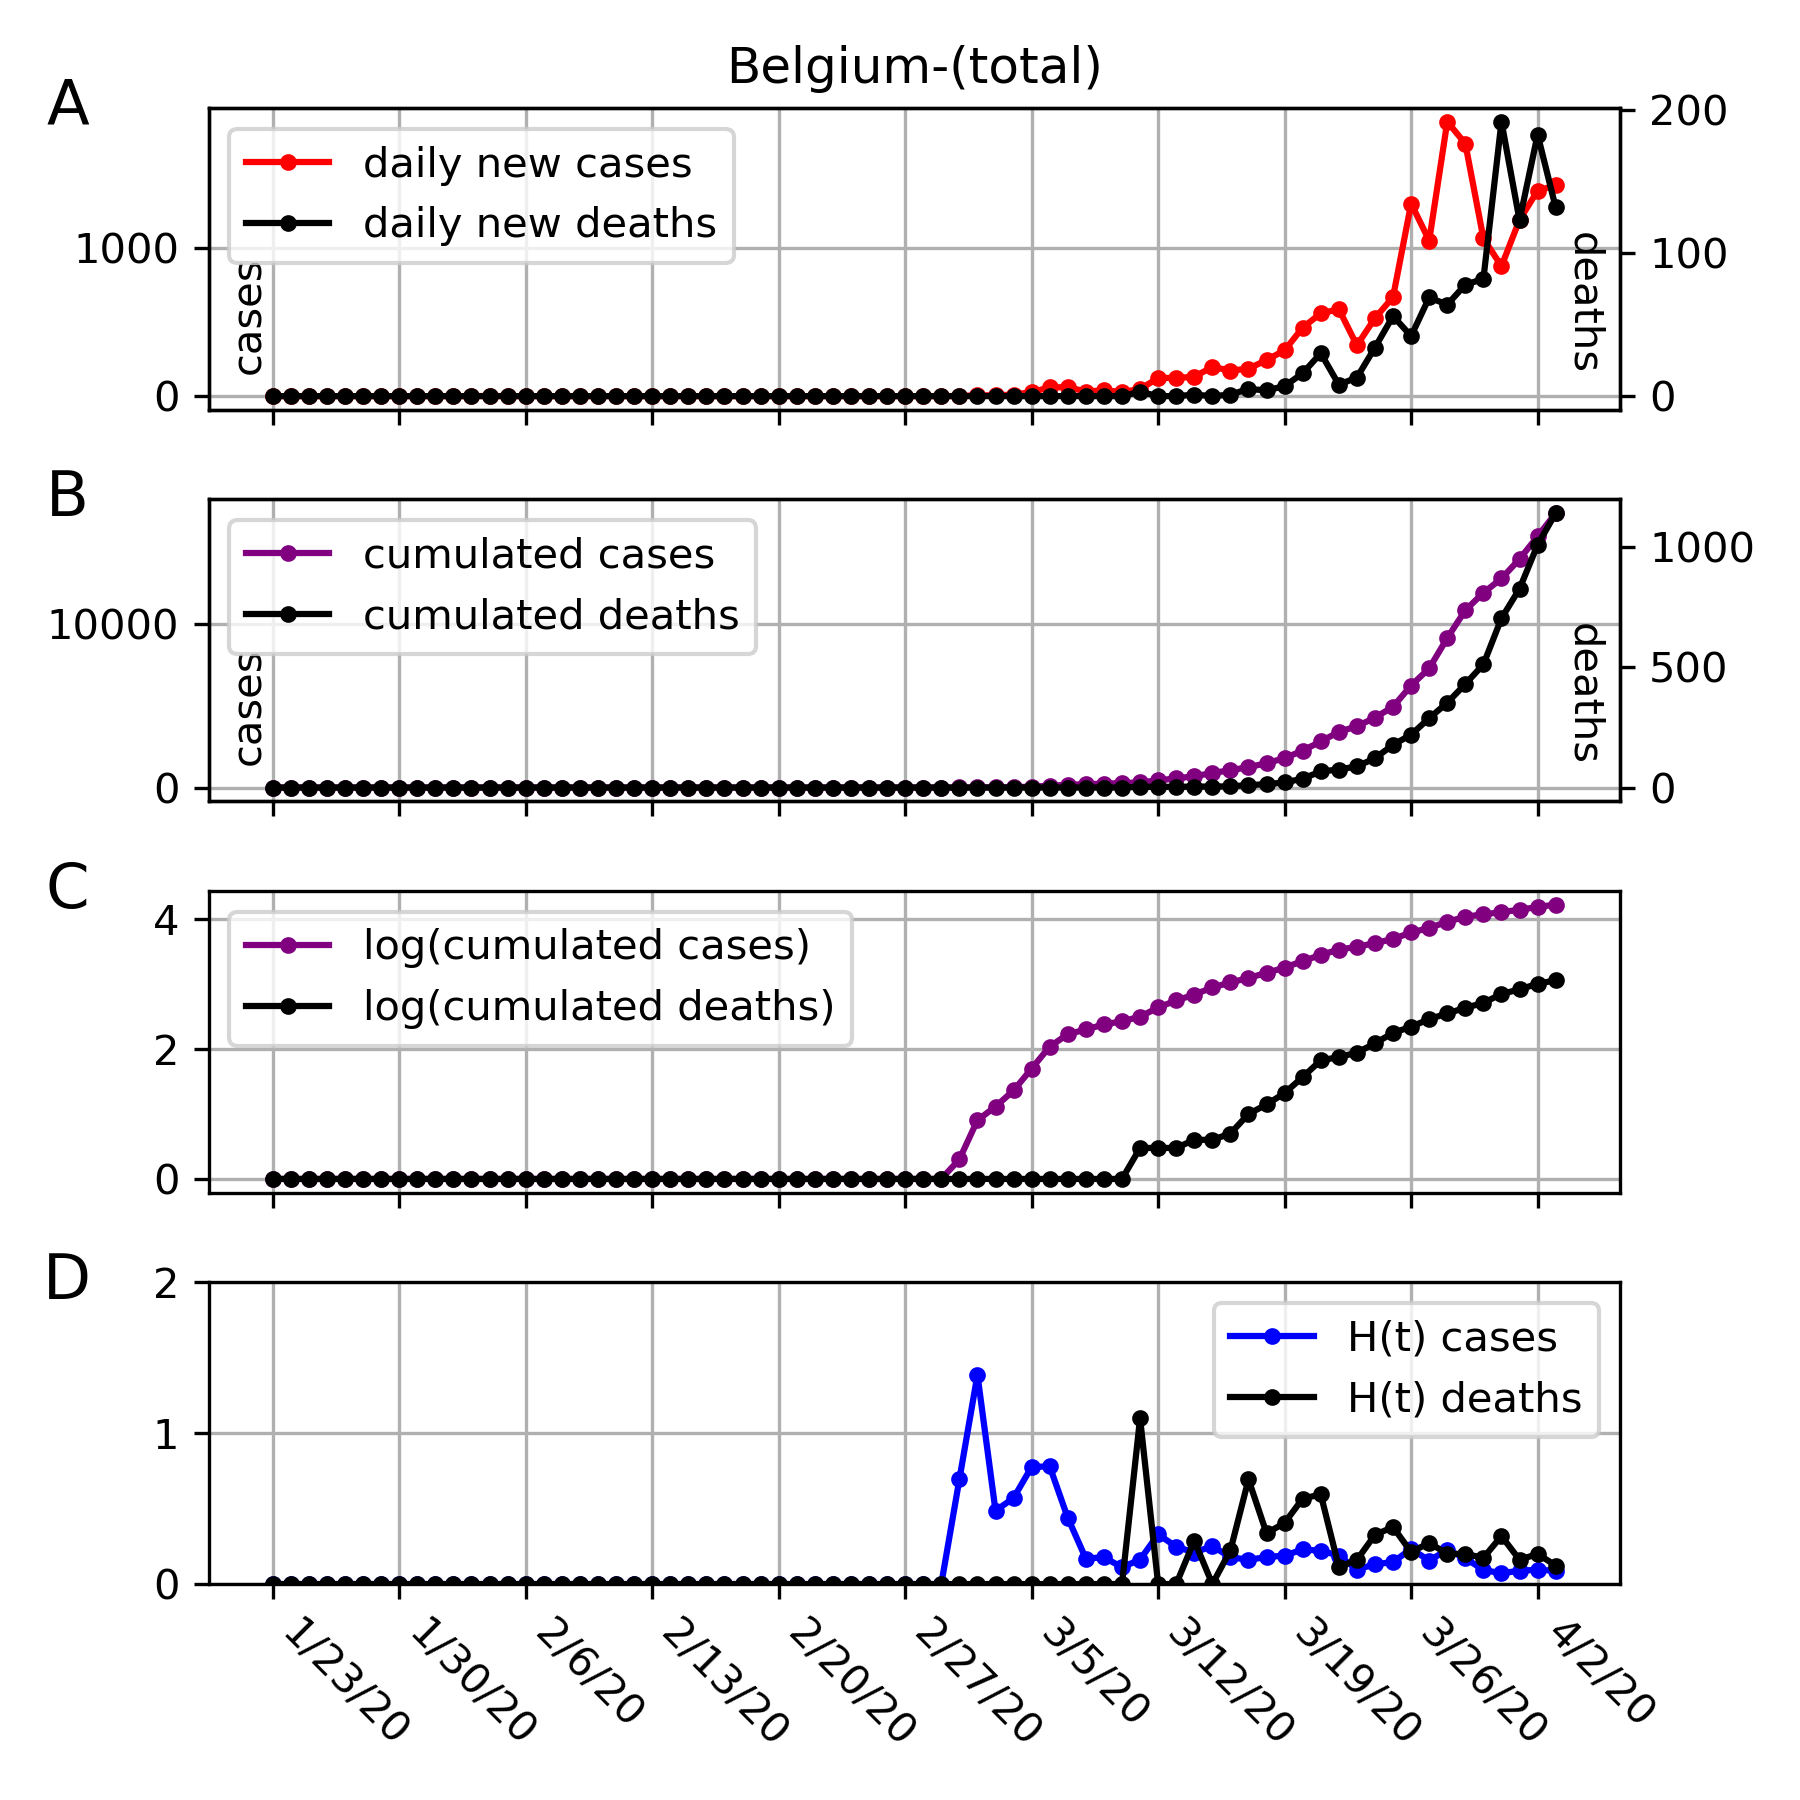 Belgium-(total)
A
daily new cases
daily new deaths
cases
deaths
1000
0
200
100
0
B
cumulated cases
cumulated deaths
cases
deaths
10000
0
1000
500
0
C
log(cumulated cases)
log(cumulated deaths)
4
2
0
D
H(t) cases
H(t) deaths
2
1
0
1/23/20
1/30/20
2/6/20
2/13/20
2/20/20
2/27/20
3/5/20
3/12/20
3/19/20
3/26/20
4/2/20